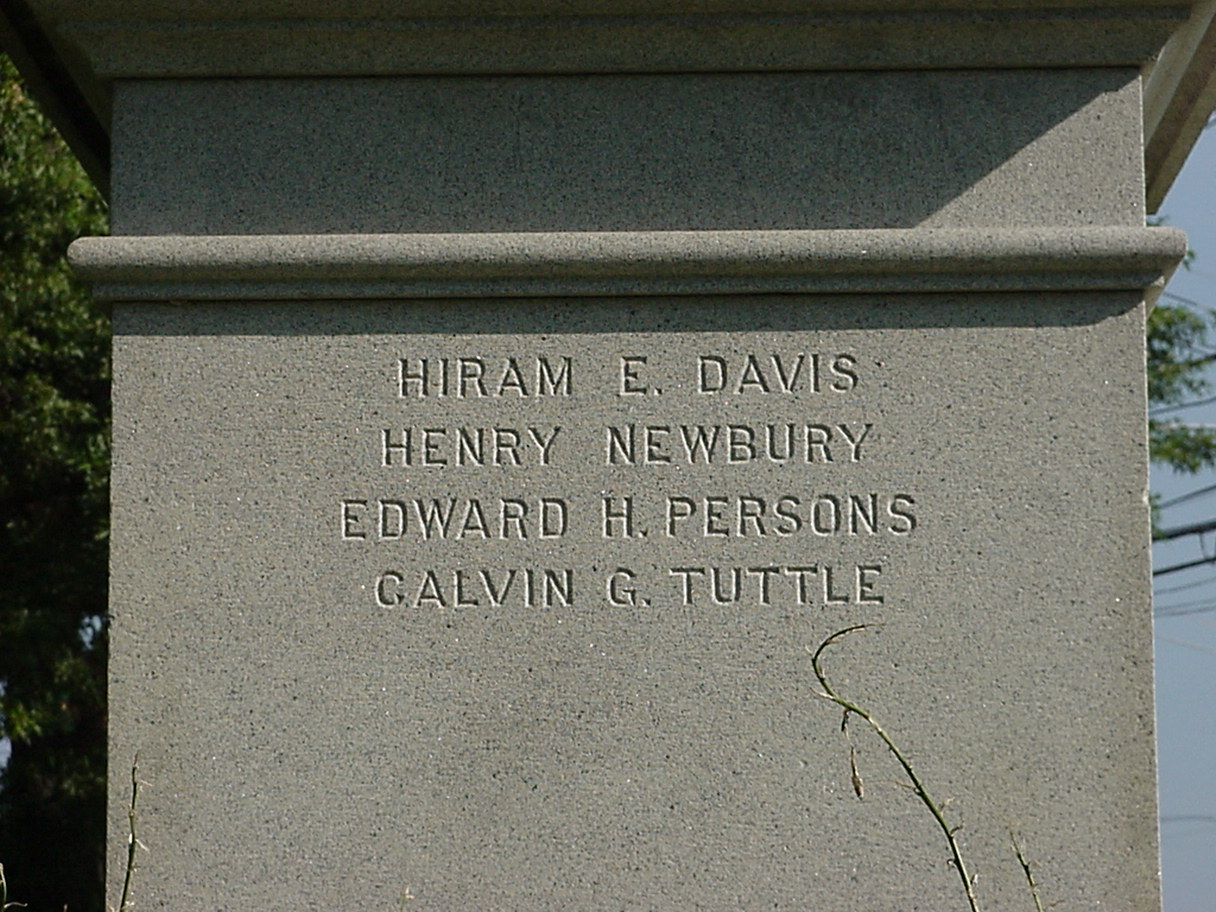 HIRAM E. DAVIS
HENRY NEWBURY
EDWARD H. PERSONS
CALVIN G. TUTTLE